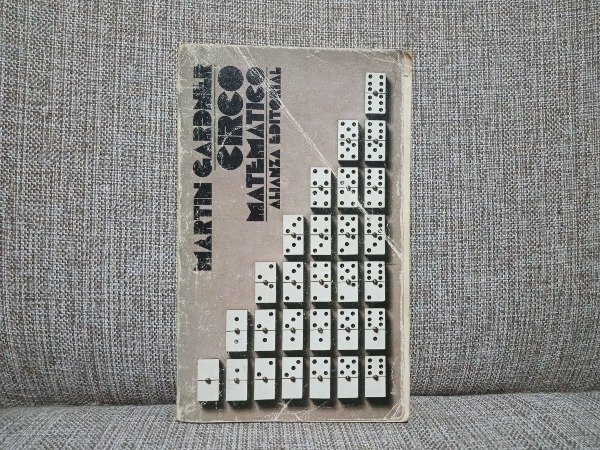 MARTIN GARDNER
CIRCO
MATEMATICO
ALIANZA EDITORIAL